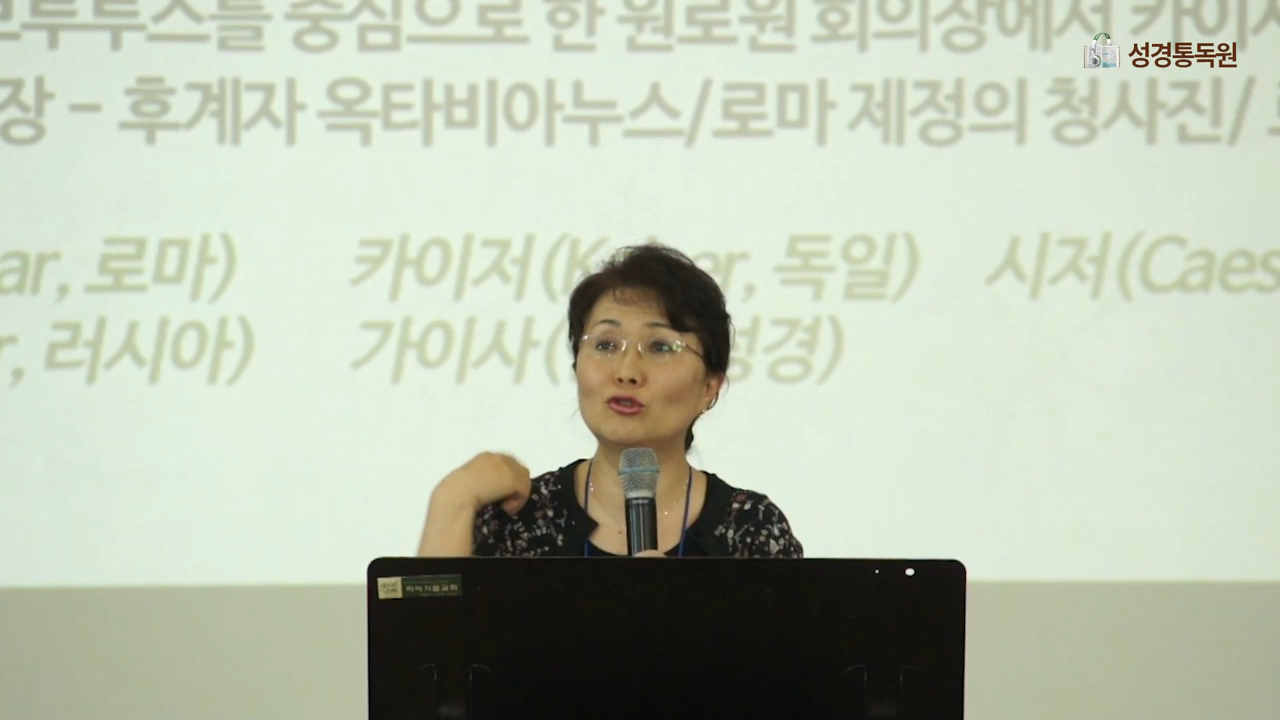 브루투스를 중심으로 한 원로원 회의장에서 카이사
성경통독원
장 - 후계자 옥타비아누스/로마 제정의 청사진/
ar, 로마) 카이저(K er, 독일) 시저(Caes
r, 러시아) 가이사( 성경)